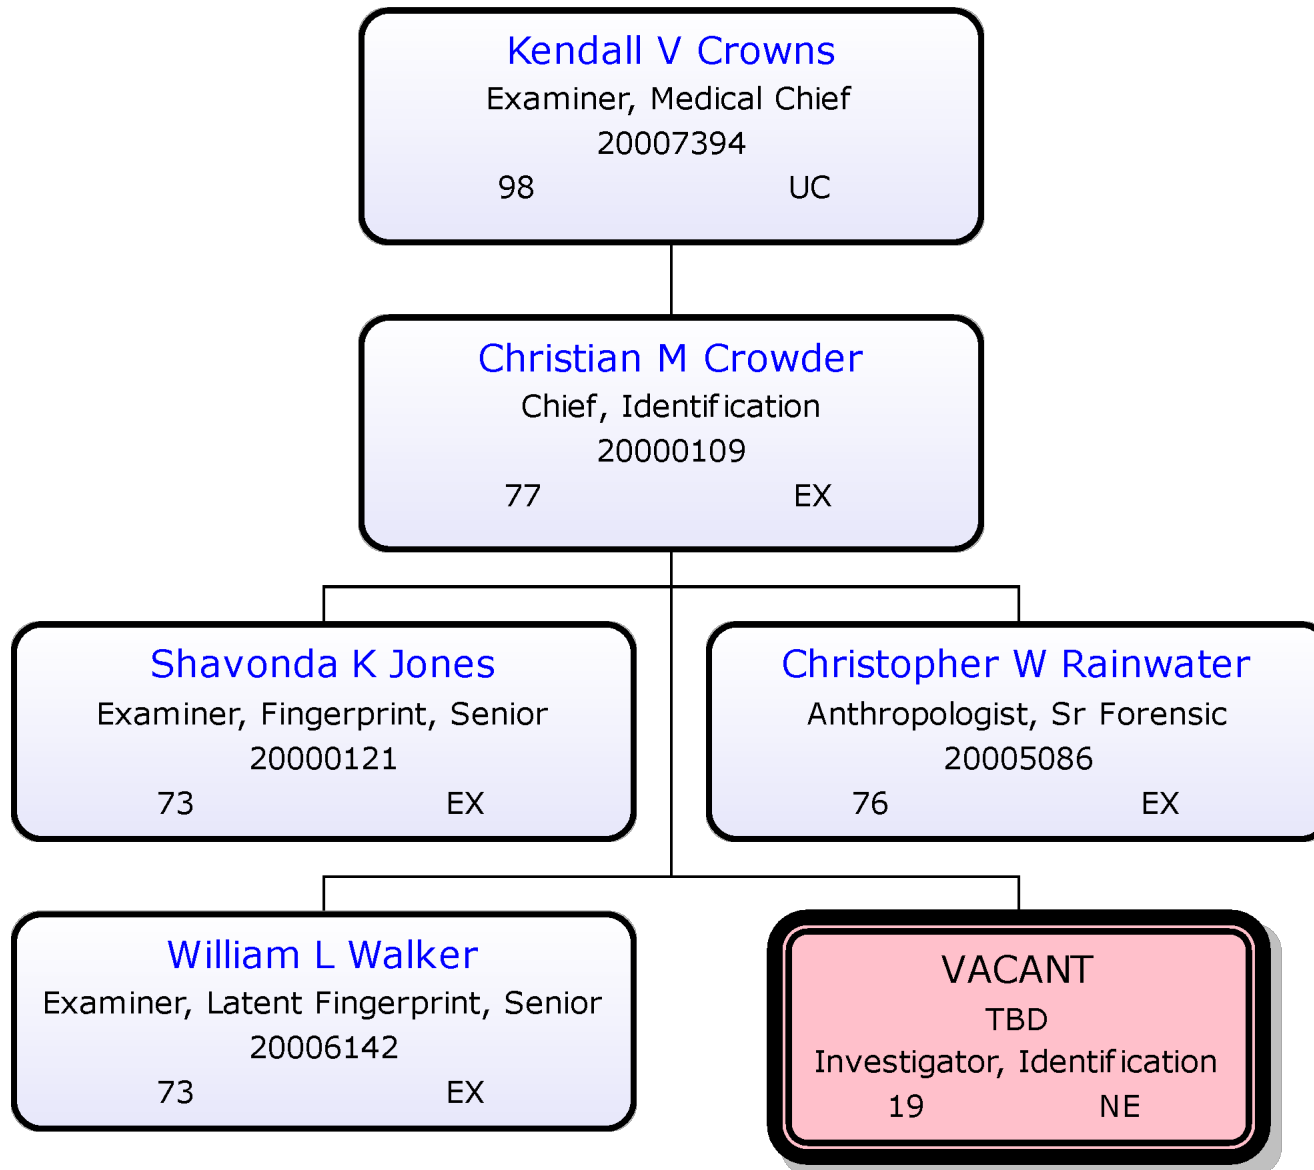 Kendall V Crowns
Examiner, Medical Chief
20007394
98 UC
Christian M Crowder
Chief, Identification
20000109
77 EX
Shavonda K Jones
Examiner, Fingerprint, Senior
20000121
73 EX
Christopher W Rainwater
Anthropologist, Sr Forensic
20005086
76 EX
William L Walker
Examiner, Latent Fingerprint, Senior
20006142
73 EX
VACANT
TBD
Investigator, Identification
19 NE